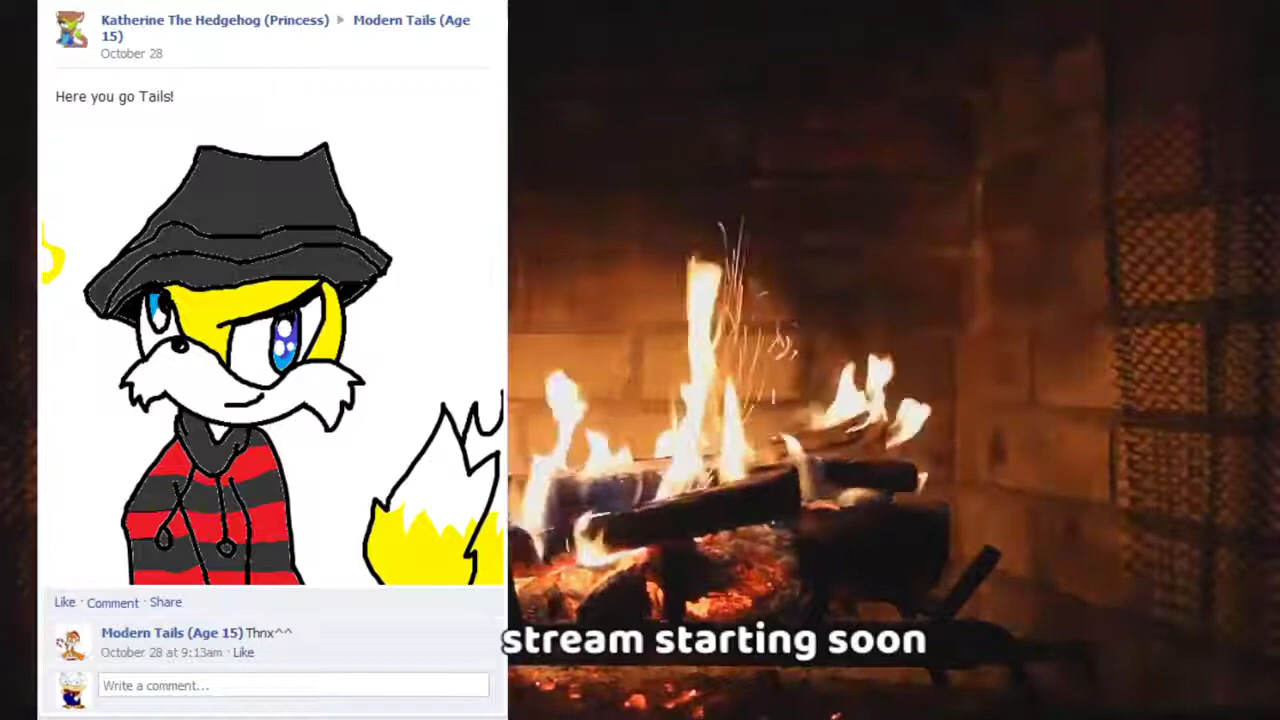 Katherine The Hedgehog (Princess) ▶ Modern Tails (Age
15)
October 28
Here you go Tails!
Like · Comment · Share
Modern Tails (Age 15) Thnx^^
October 28 at 9:13am · Like
Write a comment...
stream starting soon